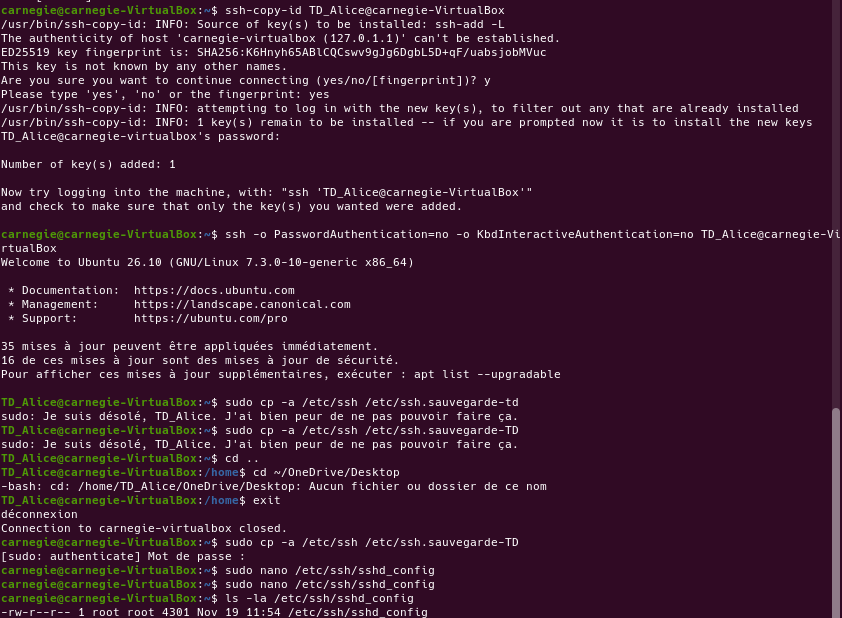 carnegie@carnegie-VirtualBox:~$ ssh-copy-id TD_Alice@carnegie-VirtualBox
/usr/bin/ssh-copy-id: INFO: Source of key(s) to be installed: ssh-add -L
The authenticity of host 'carnegie-virtualbox (127.0.1.1)' can't be established.
ED25519 key fingerprint is: SHA256:K6Hnyh65ABlCQCswv9gJg6DgbL5D+qF/uabsjobMVuc
This key is not known by any other names.
Are you sure you want to continue connecting (yes/no/[fingerprint])? y
Please type 'yes', 'no' or the fingerprint: yes
/usr/bin/ssh-copy-id: INFO: attempting to log in with the new key(s), to filter out any that are already installed
/usr/bin/ssh-copy-id: INFO: 1 key(s) remain to be installed -- if you are prompted now it is to install the new keys
TD_Alice@carnegie-virtualbox's password:
Number of key(s) added: 1
Now try logging into the machine, with: "ssh 'TD_Alice@carnegie-VirtualBox'"
and check to make sure that only the key(s) you wanted were added.
carnegie@carnegie-VirtualBox:~$ ssh -o PasswordAuthentication=no -o KbdInteractiveAuthentication=no TD_Alice@carnegie-Vi
rtualBox
Welcome to Ubuntu 26.10 (GNU/Linux 7.3.0-10-generic x86_64)
* Documentation:  https://docs.ubuntu.com
* Management:     https://landscape.canonical.com
* Support:        https://ubuntu.com/pro
35 mises à jour peuvent être appliquées immédiatement.
16 de ces mises à jour sont des mises à jour de sécurité.
Pour afficher ces mises à jour supplémentaires, exécuter : apt list --upgradable
TD_Alice@carnegie-VirtualBox:~$ sudo cp -a /etc/ssh /etc/ssh.sauvegarde-td
sudo: Je suis désolé, TD_Alice. J'ai bien peur de ne pas pouvoir faire ça.
TD_Alice@carnegie-VirtualBox:~$ sudo cp -a /etc/ssh /etc/ssh.sauvegarde-TD
sudo: Je suis désolé, TD_Alice. J'ai bien peur de ne pas pouvoir faire ça.
TD_Alice@carnegie-VirtualBox:~$ cd ..
TD_Alice@carnegie-VirtualBox:/home$ cd ~/OneDrive/Desktop
-bash: cd: /home/TD_Alice/OneDrive/Desktop: Aucun fichier ou dossier de ce nom
TD_Alice@carnegie-VirtualBox:/home$ exit
déconnexion
Connection to carnegie-virtualbox closed.
carnegie@carnegie-VirtualBox:~$ sudo cp -a /etc/ssh /etc/ssh.sauvegarde-TD
[sudo: authenticate] Mot de passe :
carnegie@carnegie-VirtualBox:~$ sudo nano /etc/ssh/sshd_config
carnegie@carnegie-VirtualBox:~$ sudo nano /etc/ssh/sshd_config
carnegie@carnegie-VirtualBox:~$ ls -la /etc/ssh/sshd_config
-rw-r--r-- 1 root root 4301 Nov 19 11:54 /etc/ssh/sshd_config